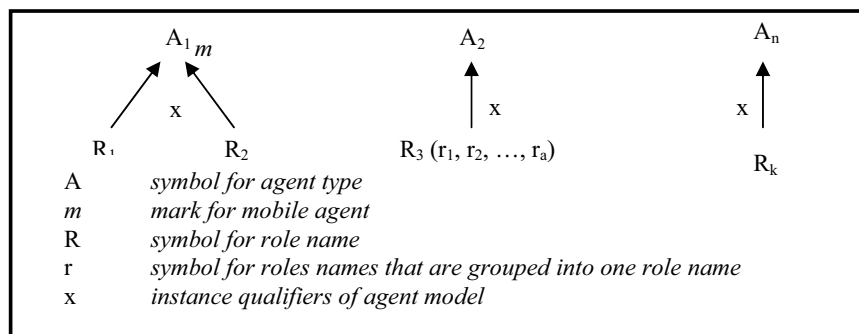 A₁ m A₂ Aₙ
x x x
R₁ R₂ R₃ (r₁, r₂, …, rₐ) Rₖ
A symbol for agent type
m mark for mobile agent
R symbol for role name
r symbol for roles names that are grouped into one role name
x instance qualifiers of agent model